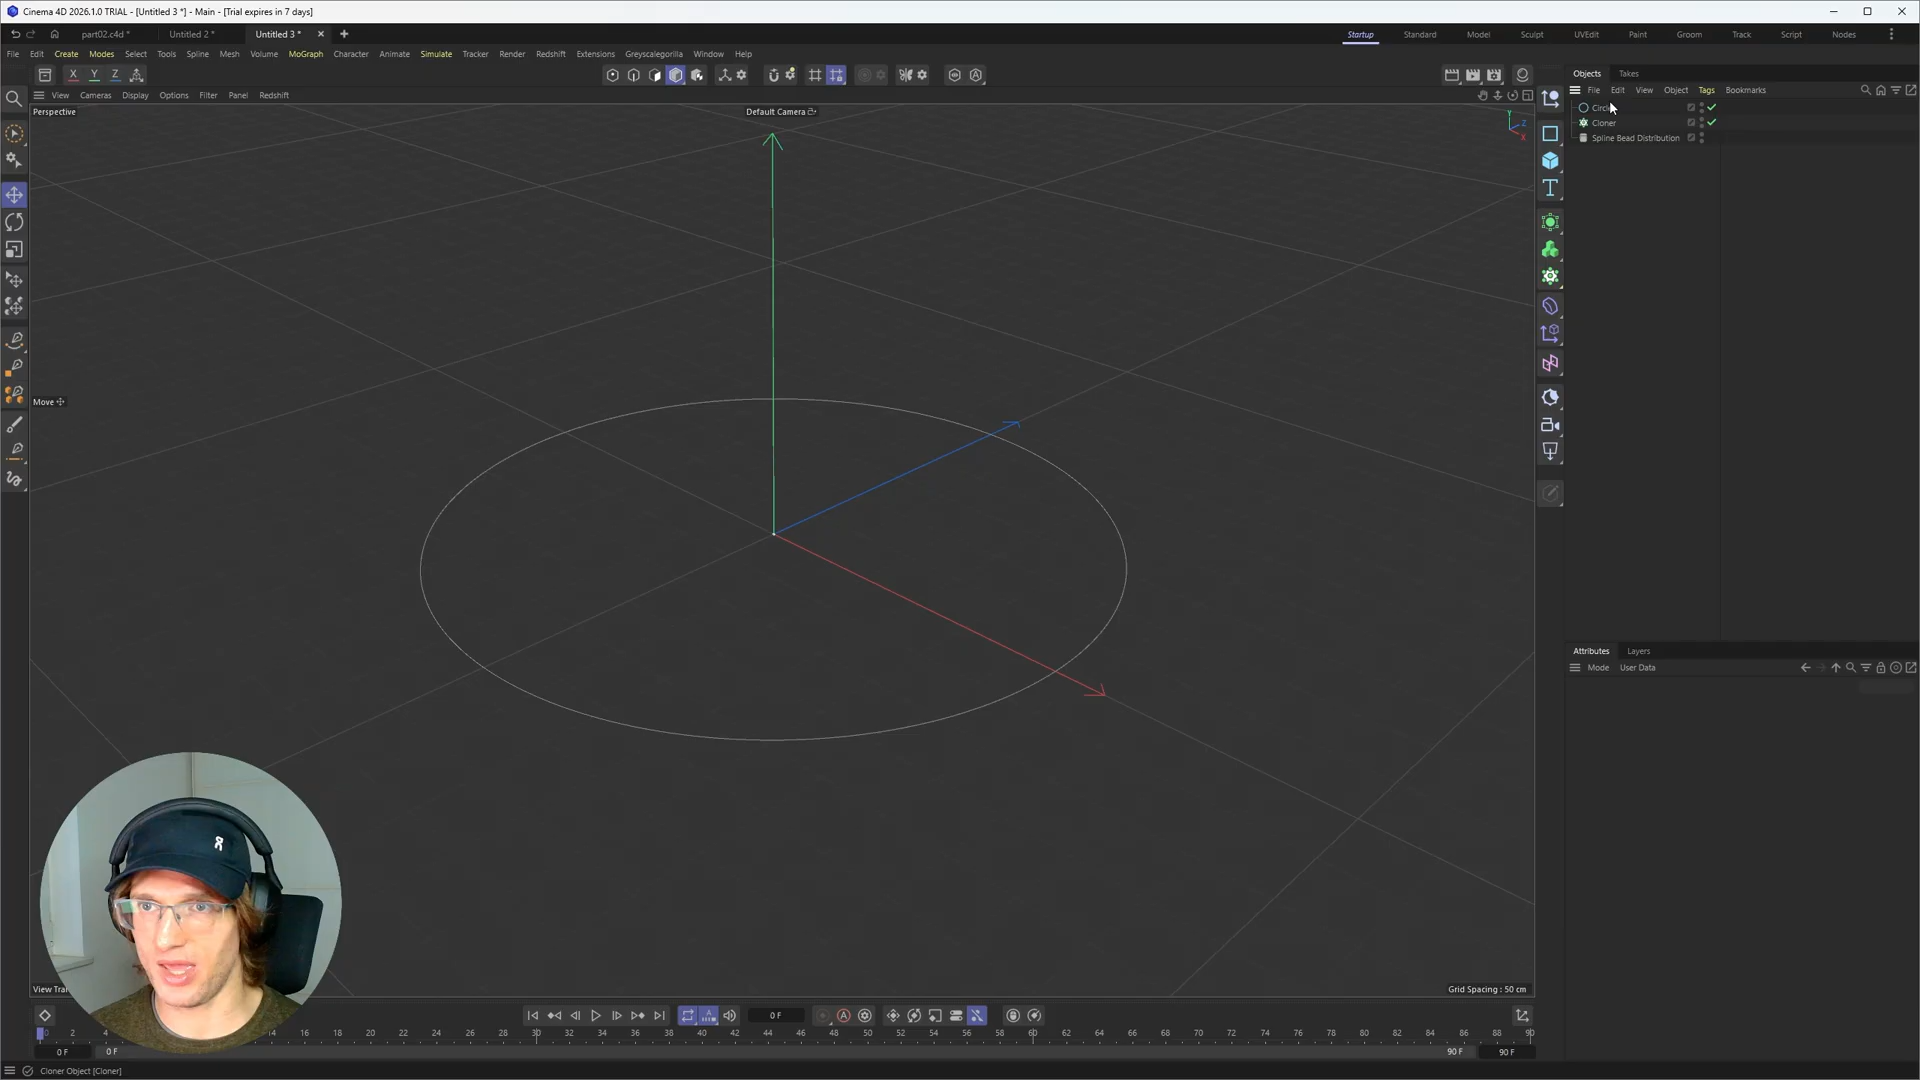 Cinema 4D 2026.1.0 TRIAL - [Untitled 3 *] - Main - [Trial expires in 7 days]
part02.c4d * Untitled 2 * Untitled 3 *
Startup Standard Model Sculpt UVEdit Paint Groom Track Script Nodes
File Edit Create Modes Select Tools Spline Mesh Volume MoGraph Character Animate Simulate Tracker Render Redshift Extensions Greyscalegorilla Window Help
X Y Z
Objects Takes
File Edit View Object Tags Bookmarks
View Cameras Display Options Filter Panel Redshift
Perspective
Default Camera
Y
Z
X
Cloner
Spline Bead Distribution
Move
Attributes Layers
Mode User Data
Grid Spacing : 50 cm
0 F
0 2 4 14 16 18 20 22 24 26 28 30 32 34 36 38 40 42 44 46 48 50 52 54 56 58 60 62 64 66 68 70 72 74 76 78 80 82 84 86 88 90
0 F 0 F 90 F 90 F
Cloner Object [Cloner]